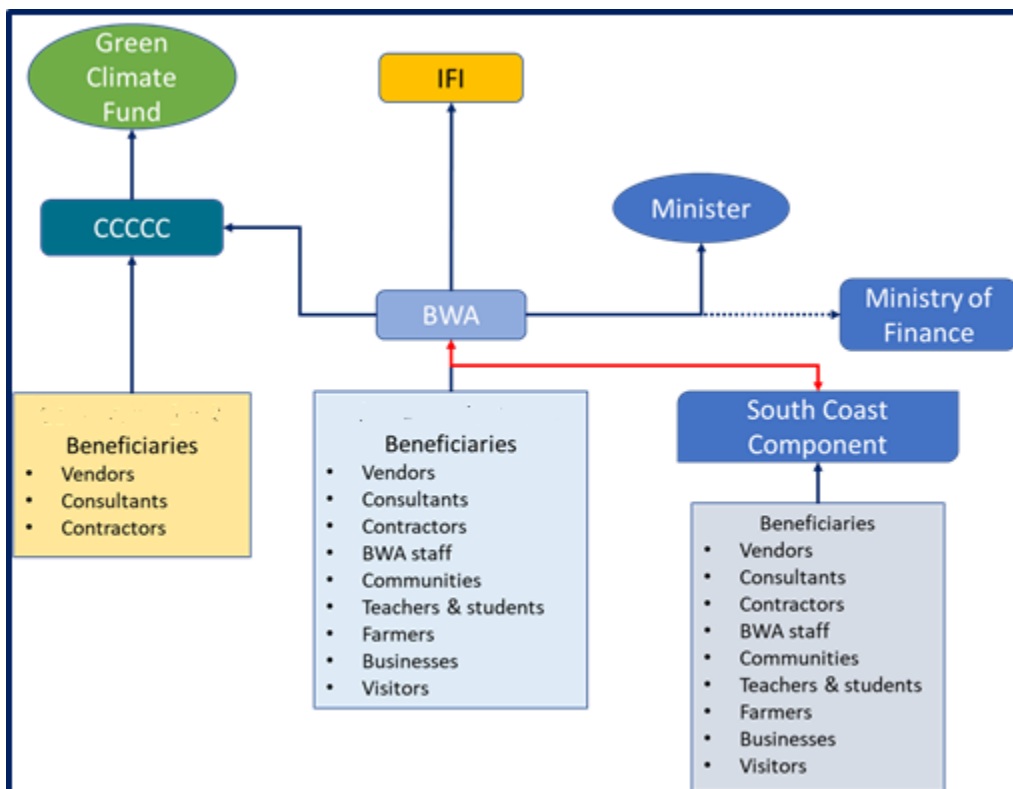 Green
Climate
Fund
IFI
CCCCC
Minister
BWA
Ministry of
Finance
South Coast
Component
Beneficiaries
• Vendors
• Consultants
• Contractors
Beneficiaries
• Vendors
• Consultants
• Contractors
• BWA staff
• Communities
• Teachers & students
• Farmers
• Businesses
• Visitors
Beneficiaries
• Vendors
• Consultants
• Contractors
• BWA staff
• Communities
• Teachers & students
• Farmers
• Businesses
• Visitors